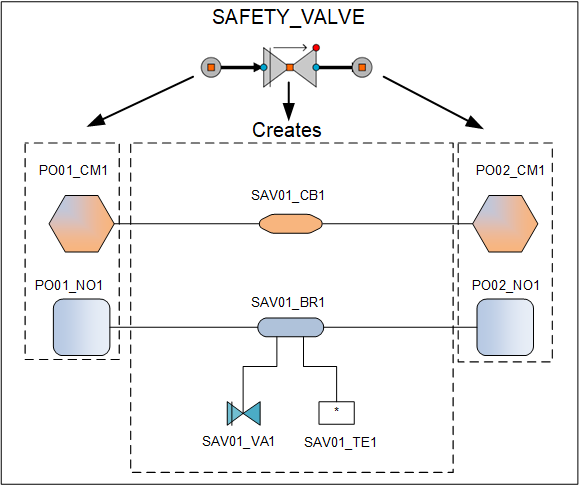 SAFETY_VALVE
Creates
PO01_CM1
PO02_CM1
SAV01_CB1
PO01_NO1
PO02_NO1
SAV01_BR1
*
SAV01_VA1
SAV01_TE1